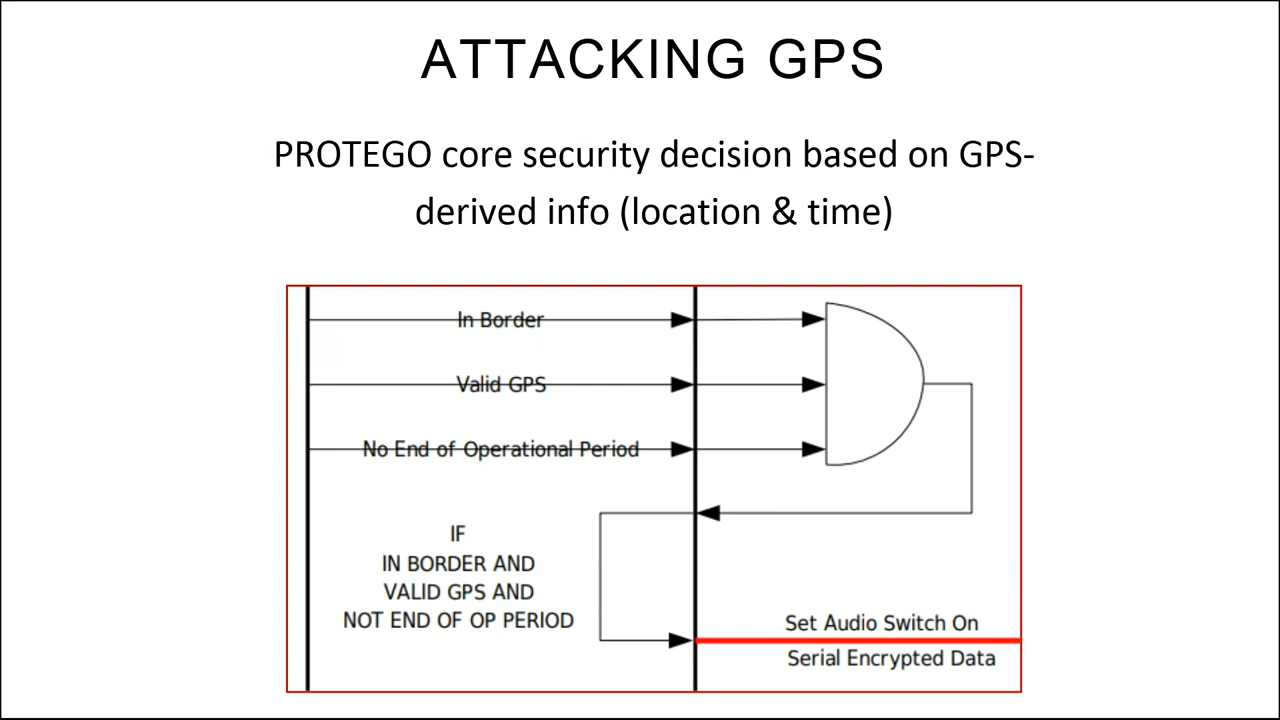 ATTACKING GPS
PROTEGO core security decision based on GPS-
derived info (location & time)
In Border
Valid GPS
No End of Operational Period
IF
IN BORDER AND
VALID GPS AND
NOT END OF OP PERIOD
Set Audio Switch On
Serial Encrypted Data